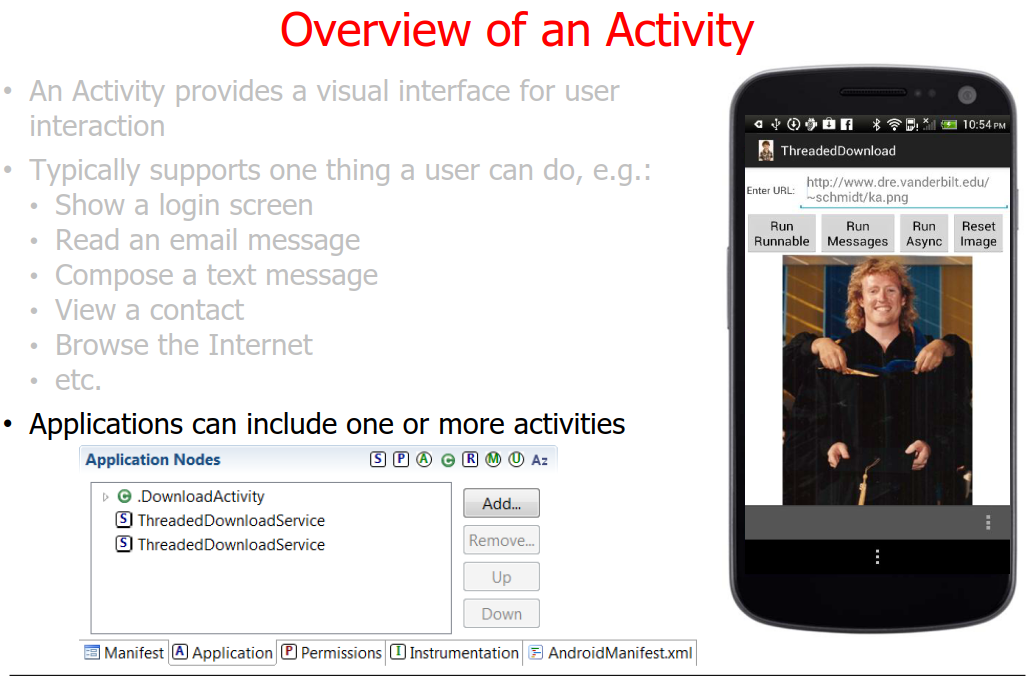 Overview of an Activity
• An Activity provides a visual interface for user
interaction
• Typically supports one thing a user can do, e.g.:
• Show a login screen
• Read an email message
• Compose a text message
• View a contact
• Browse the Internet
• etc.
• Applications can include one or more activities
Application Nodes
S P A C R M U Az
C .DownloadActivity
S ThreadedDownloadService
S ThreadedDownloadService
Add...
Remove...
Up
Down
Manifest A Application P Permissions I Instrumentation AndroidManifest.xml
10:54 PM
ThreadedDownload
Enter URL:
http://www.dre.vanderbilt.edu/
~schmidt/ka.png
Run Runnable
Run Messages
Run Async
Reset Image